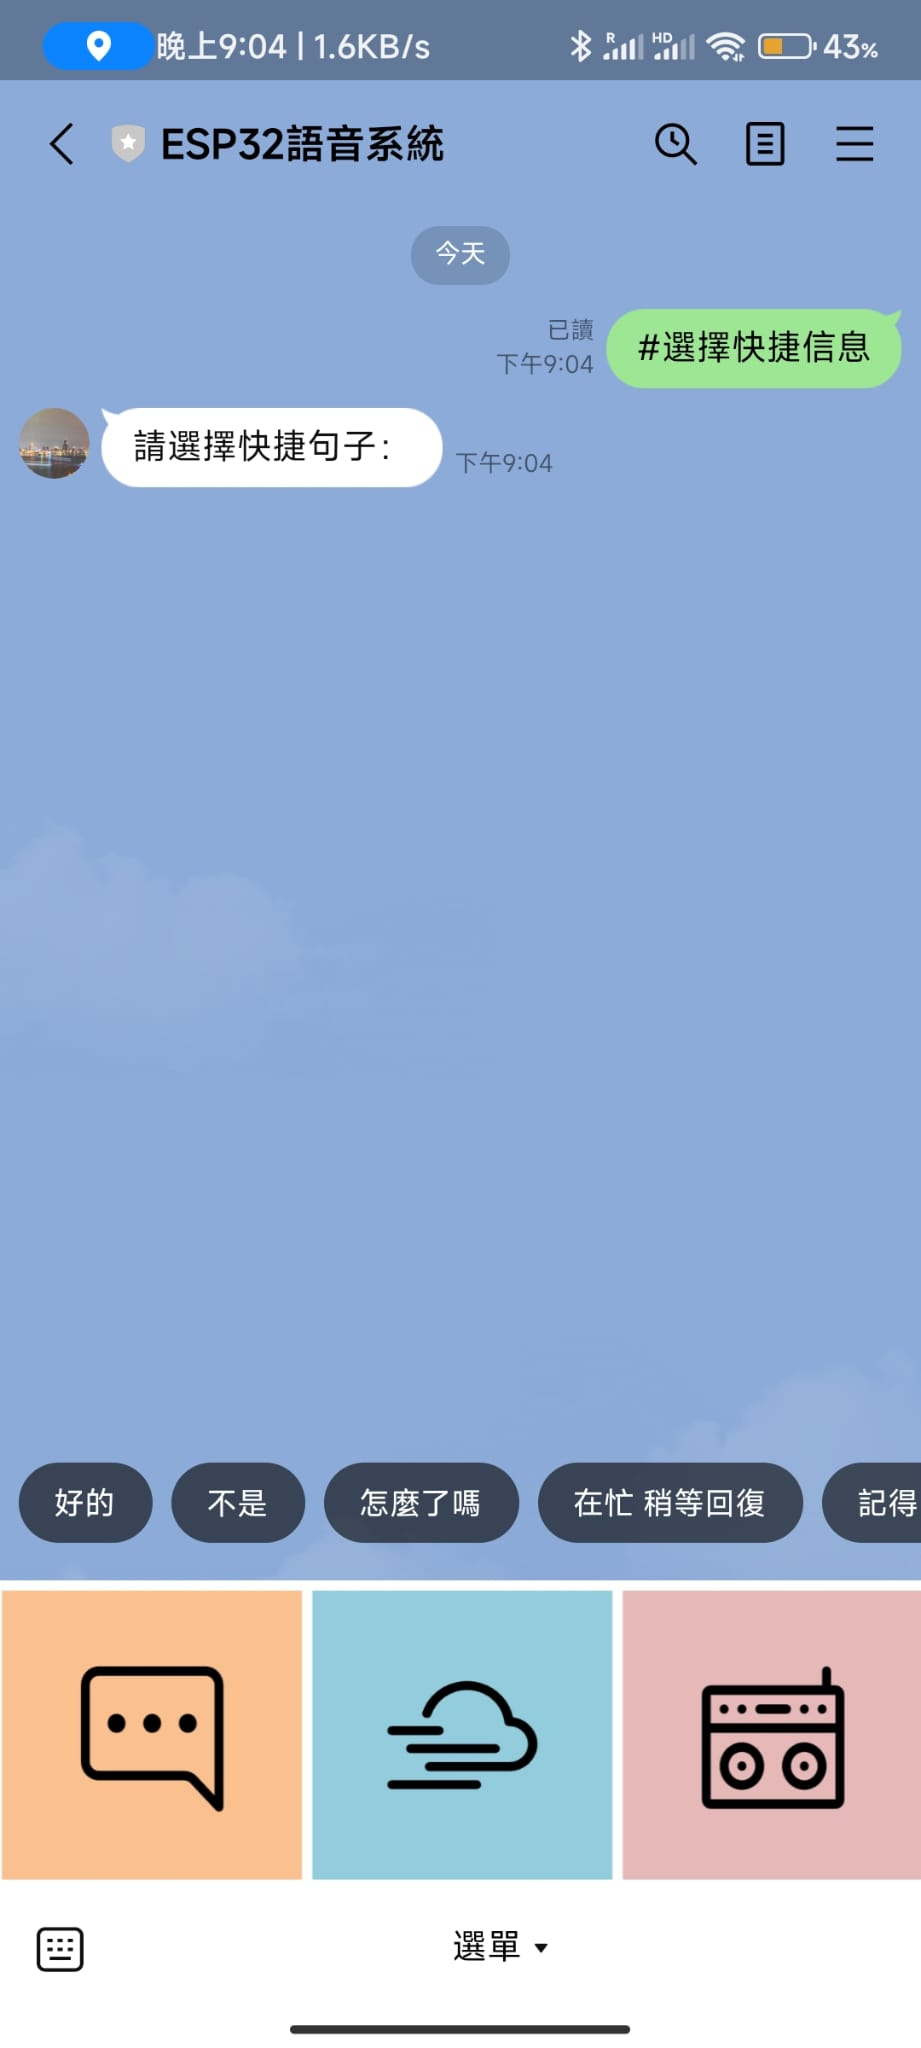 晚上9:04 | 1.6KB/s
R HD 43%
ESP32語音系統
今天
已讀
下午9:04
#選擇快捷信息
請選擇快捷句子：
下午9:04
好的 不是 怎麼了嗎 在忙 稍等回復 記得
選單